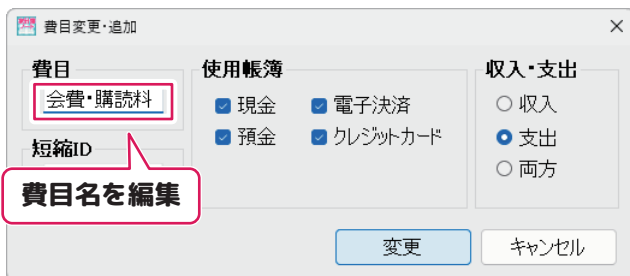 費目変更・追加
費目
会費・購読料
短縮ID
費目名を編集
使用帳簿
現金
電子決済
預金
クレジットカード
収入・支出
収入
支出
両方
変更
キャンセル